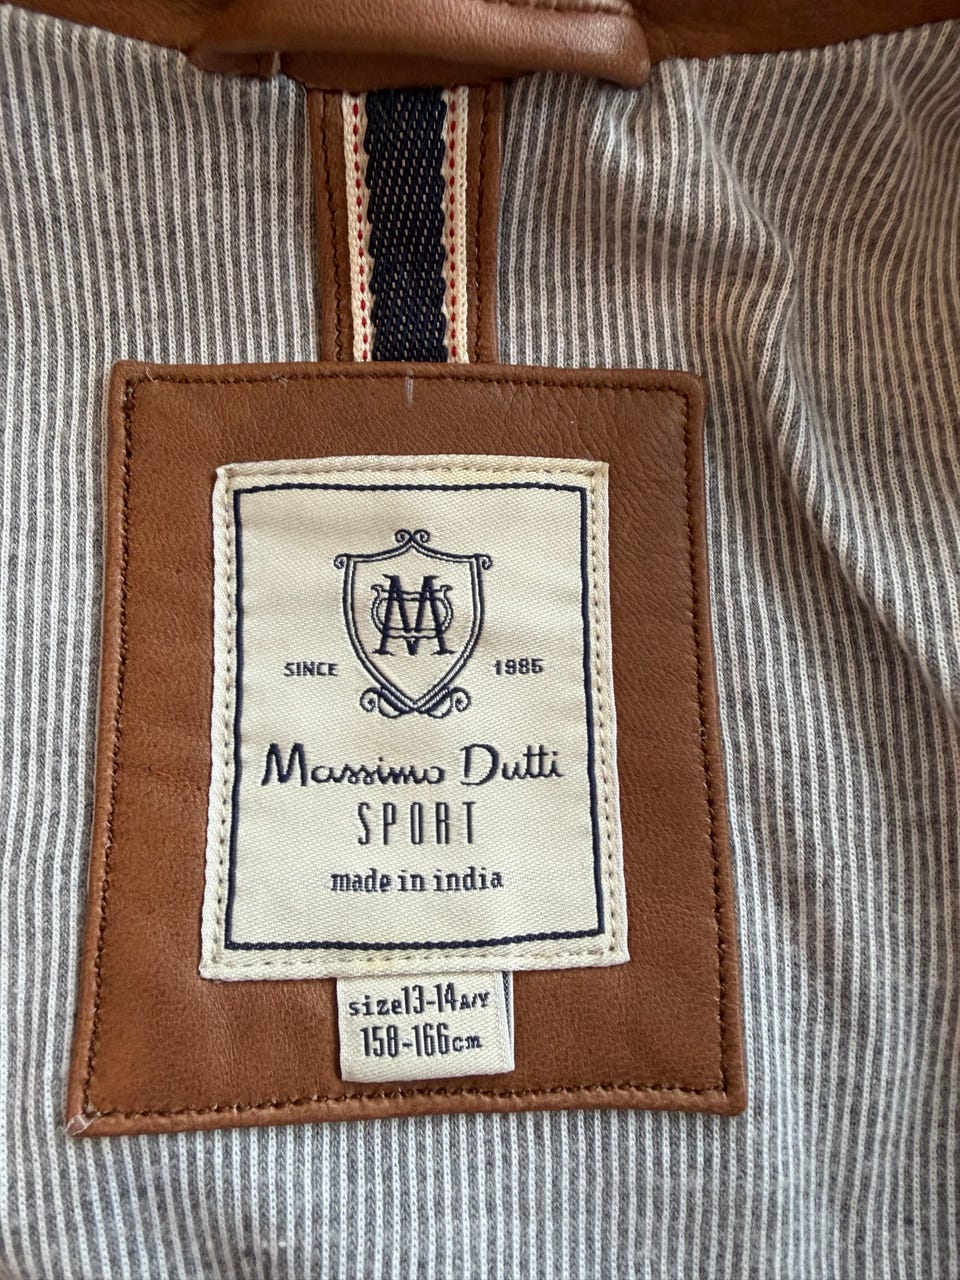 M
SINCE 1985
Massimo Dutti
SPORT
made in india
size13-14A/Y
158-166cm